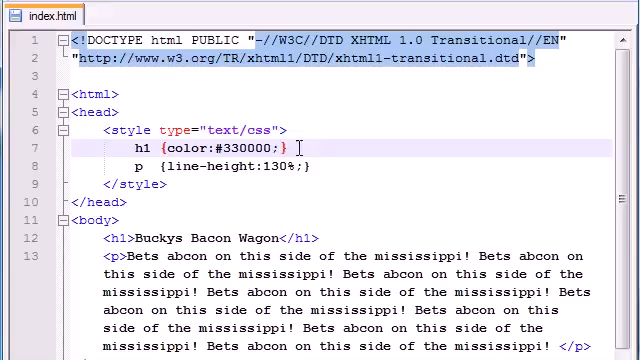 index.html
1 <!DOCTYPE html PUBLIC "-//W3C//DTD XHTML 1.0 Transitional//EN"
2 "http://www.w3.org/TR/xhtml1/DTD/xhtml1-transitional.dtd">
3
4 <html>
5 <head>
6 <style type="text/css">
7 h1 {color:#330000;}
8 p {line-height:130%;}
9 </style>
10 </head>
11 <body>
12 <h1>Buckys Bacon Wagon</h1>
13 <p>Bets abcon on this side of the mississippi! Bets abcon on
this side of the mississippi! Bets abcon on this side of the
mississippi! Bets abcon on this side of the mississippi! Bets
abcon on this side of the mississippi! Bets abcon on this
side of the mississippi! Bets abcon on this side of the
mississippi! Bets abcon on this side of the mississippi! </p>